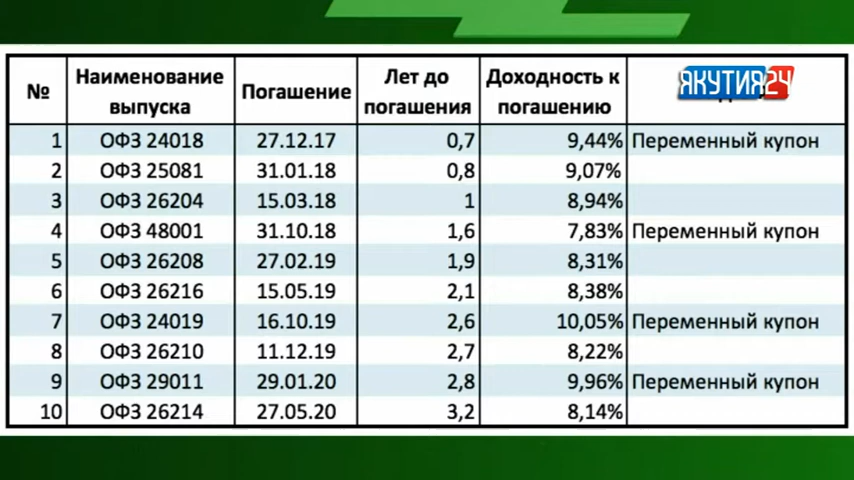 ЯКУТИЯ24
№ Наименование выпуска Погашение Лет до погашения Доходность к погашению
1 ОФЗ 24018 27.12.17 0,7 9,44% Переменный купон
2 ОФЗ 25081 31.01.18 0,8 9,07%
3 ОФЗ 26204 15.03.18 1 8,94%
4 ОФЗ 48001 31.10.18 1,6 7,83% Переменный купон
5 ОФЗ 26208 27.02.19 1,9 8,31%
6 ОФЗ 26216 15.05.19 2,1 8,38%
7 ОФЗ 24019 16.10.19 2,6 10,05% Переменный купон
8 ОФЗ 26210 11.12.19 2,7 8,22%
9 ОФЗ 29011 29.01.20 2,8 9,96% Переменный купон
10 ОФЗ 26214 27.05.20 3,2 8,14%